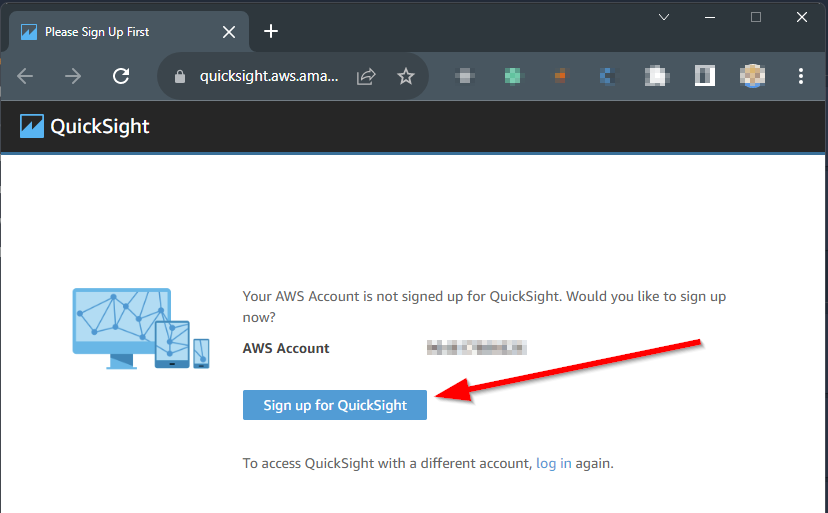 Please Sign Up First
quicksight.aws.ama...
QuickSight
Your AWS Account is not signed up for QuickSight. Would you like to sign up
now?
AWS Account
Sign up for QuickSight
To access QuickSight with a different account, log in again.